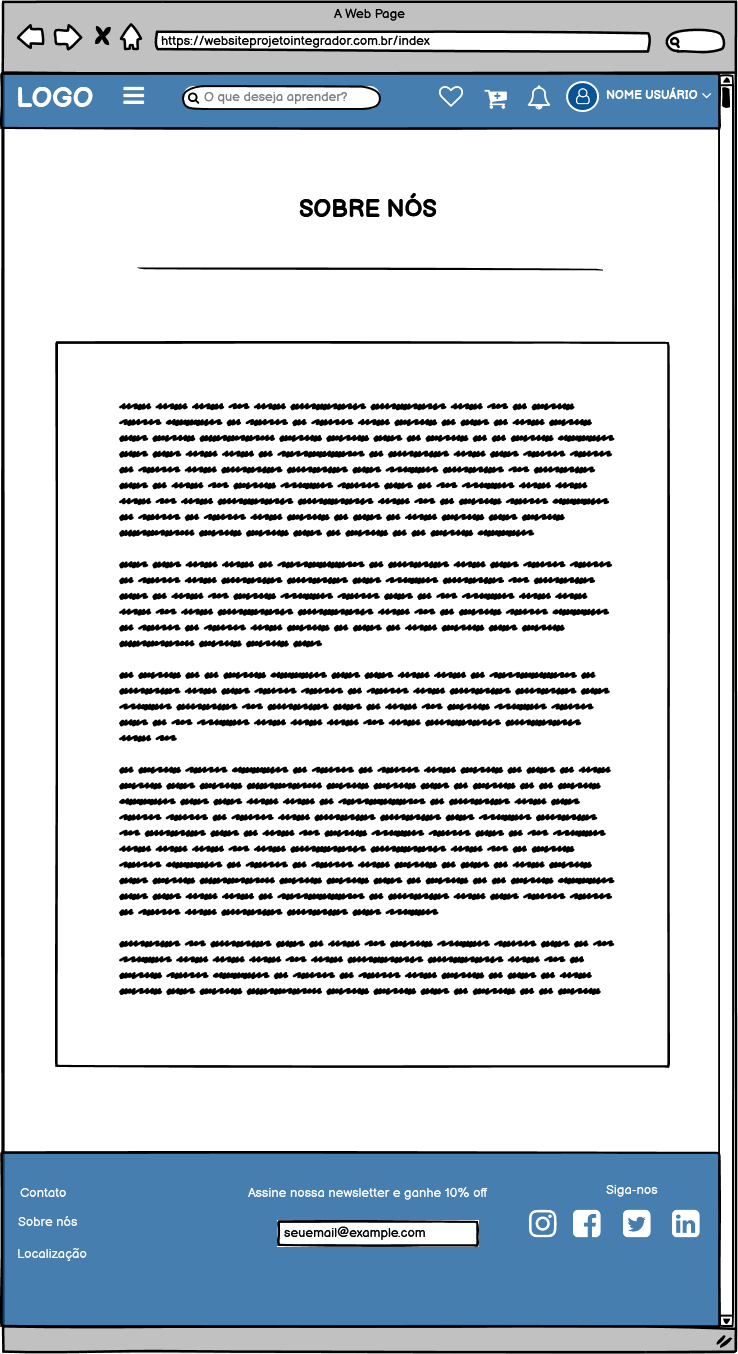 A Web Page
https://websiteprojetointegrador.com.br/index
LOGO
O que deseja aprender?
NOME USUÁRIO
SOBRE NÓS
Contato
Sobre nós
Localização
Assine nossa newsletter e ganhe 10% off
seuemail@example.com
Siga-nos